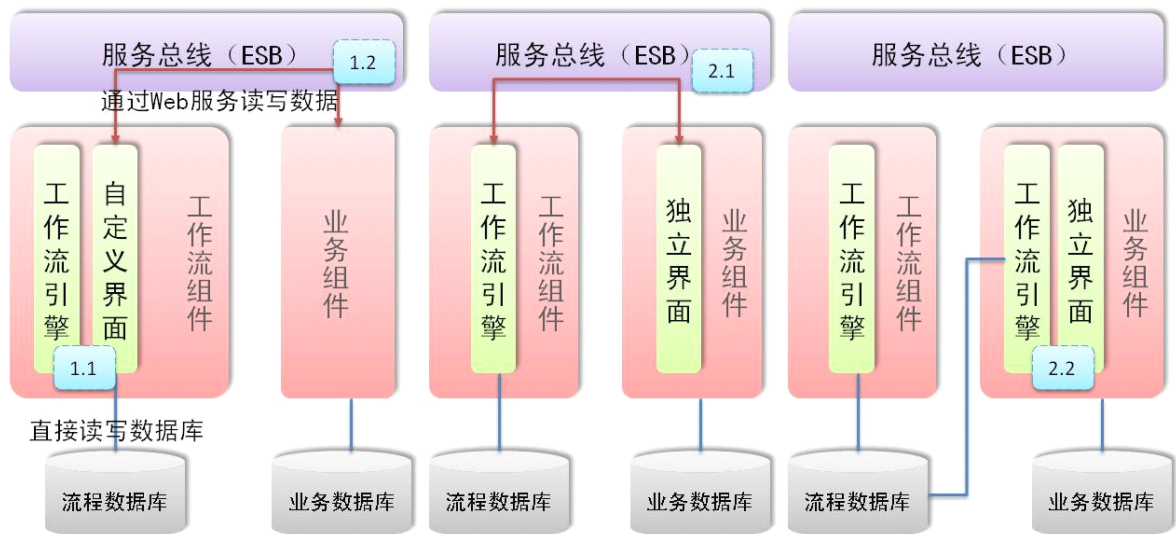 服务总线（ESB）
1.2
通过Web服务读写数据
工作流引擎
自定义界面
工作流组件
1.1
业务组件
直接读写数据库
流程数据库
业务数据库
服务总线（ESB）
2.1
工作流引擎
工作流组件
独立界面
业务组件
流程数据库
业务数据库
服务总线（ESB）
工作流引擎
工作流组件
工作流引擎
独立界面
业务组件
2.2
流程数据库
业务数据库